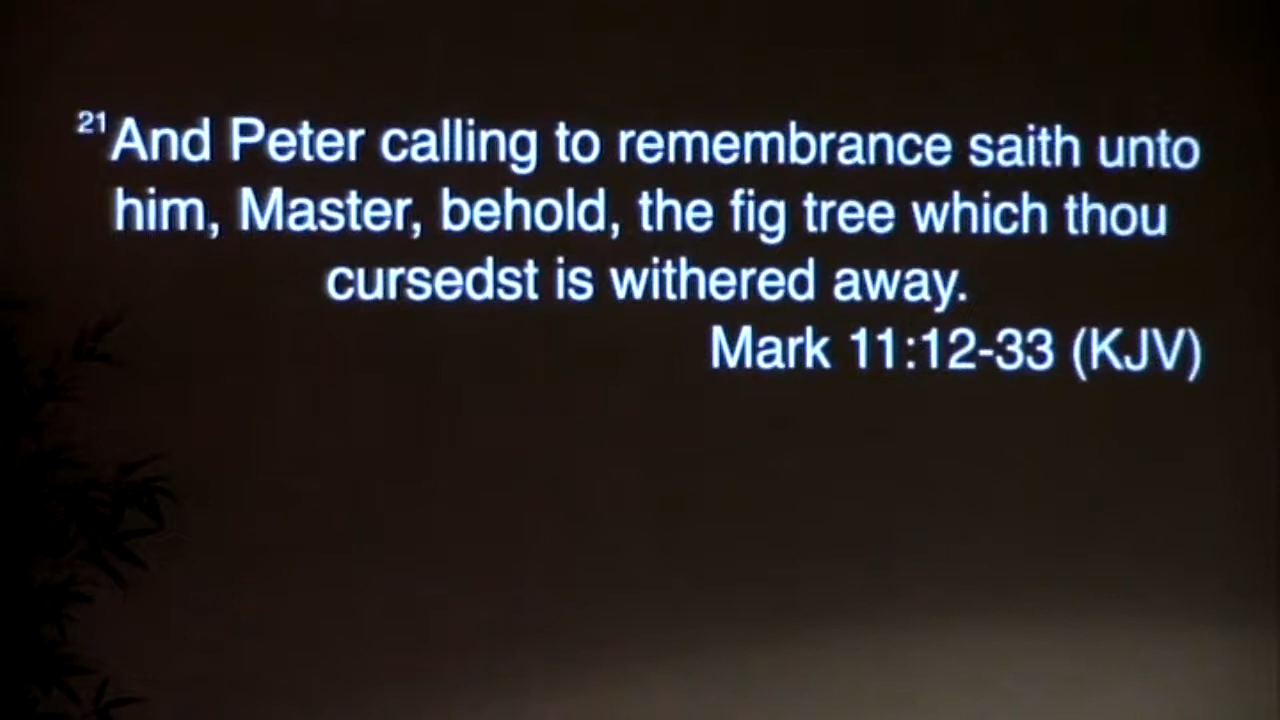 21And Peter calling to remembrance saith unto
him, Master, behold, the fig tree which thou
cursedst is withered away.
Mark 11:12-33 (KJV)